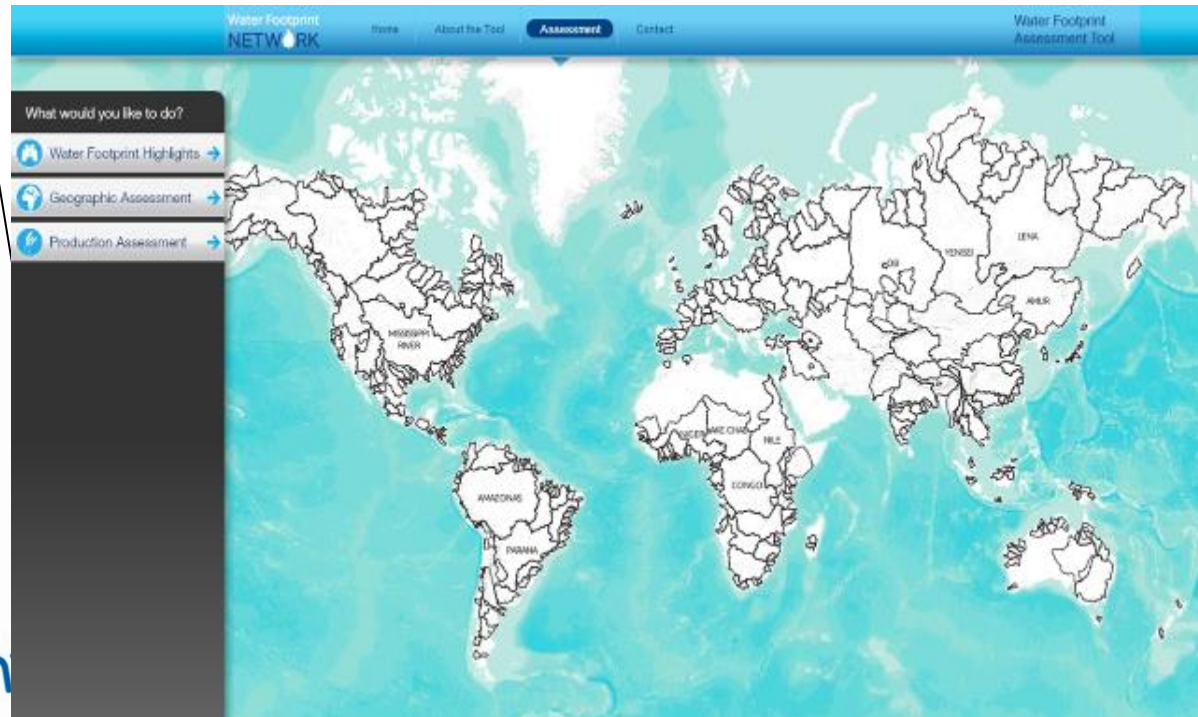 Water Footprint
NETWORK
Home
About the Tool
Assessment
Contact
Water Footprint
Assessment Tool
What would you like to do?
Water Footprint Highlights
Geographic Assessment
Production Assessment
LENA
YENISEI
OB
AMUR
MISSISSIPPI
RIVER
NIGER
LAKE CHAD
NILE
CONGO
AMAZONAS
PARANA